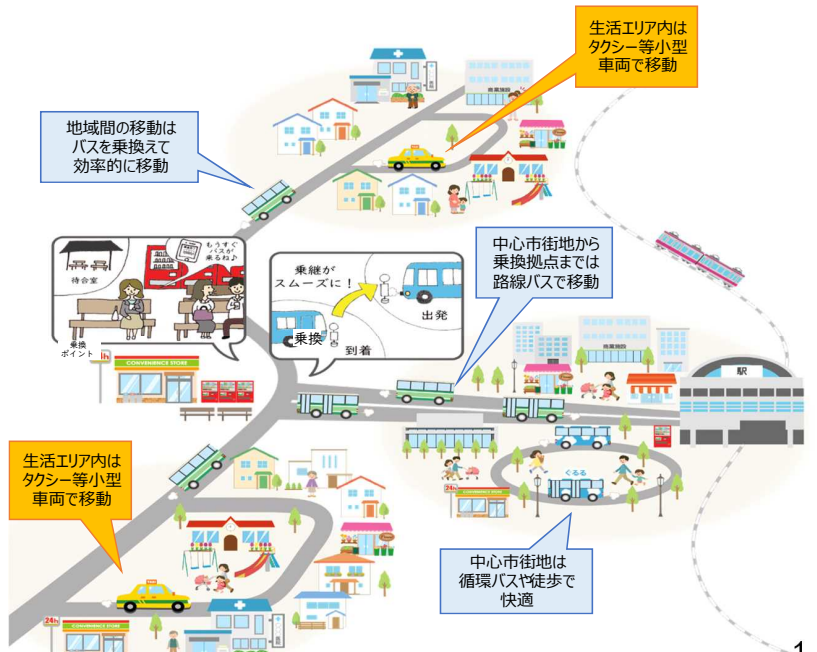 生活エリア内は
タクシー等小型
車両で移動
商業施設
地域間の移動は
バスを乗換えて
効率的に移動
もうすぐ
バスが
来るね♪
待合室
乗換
ポイント
乗継が
スムーズに！
出発
乗換
到着
中心市街地から
乗換拠点までは
路線バスで移動
商業施設
駅
CONVENIENCE STORE
ぐるる
24h
生活エリア内は
タクシー等小型
車両で移動
中心市街地は
循環バスや徒歩で
快適
24h
CONVENIENCE STORE
1